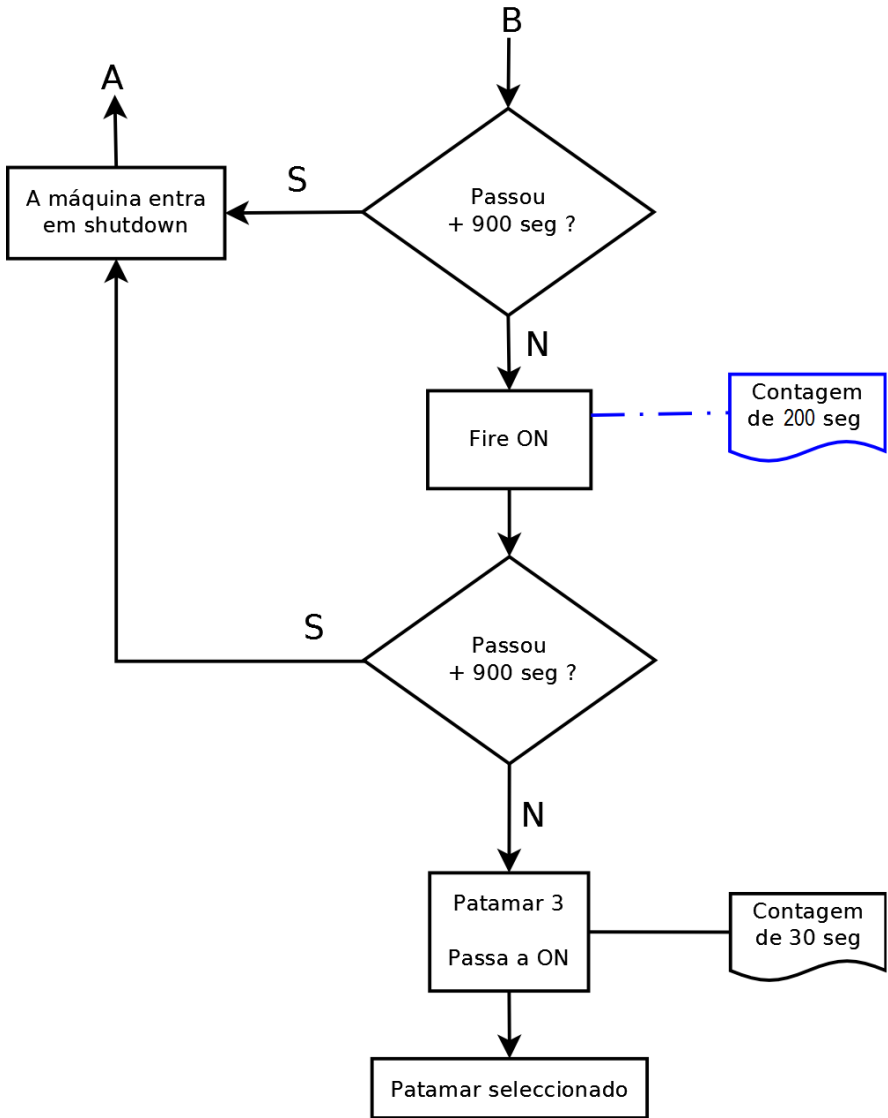 B
A
S
A máquina entra
em shutdown
Passou
+ 900 seg ?
N
Fire ON
Contagem
de 200 seg
S
Passou
+ 900 seg ?
N
Patamar 3
Passa a ON
Contagem
de 30 seg
Patamar seleccionado